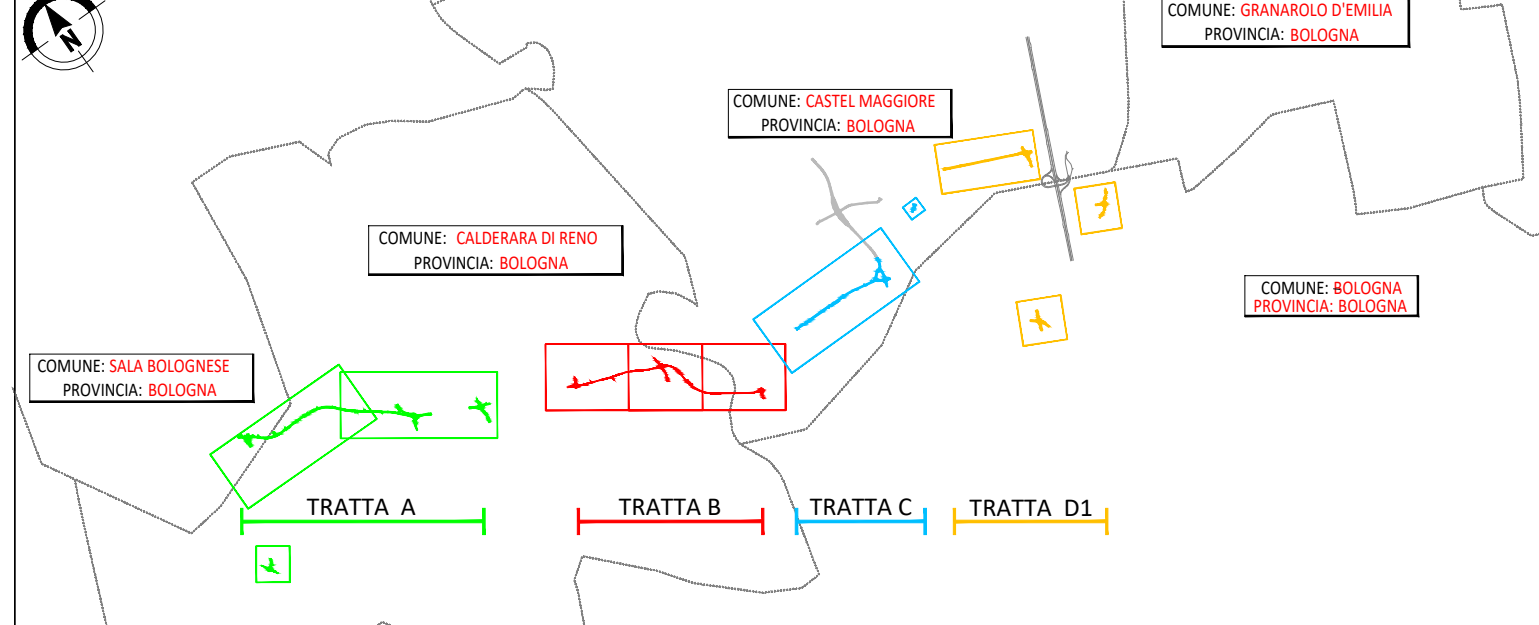 N
COMUNE: GRANAROLO D'EMILIA
PROVINCIA: BOLOGNA
COMUNE: CASTEL MAGGIORE
PROVINCIA: BOLOGNA
COMUNE: CALDERARA DI RENO
PROVINCIA: BOLOGNA
COMUNE: BOLOGNA
PROVINCIA: BOLOGNA
COMUNE: SALA BOLOGNESE
PROVINCIA: BOLOGNA
TRATTA A
TRATTA B
TRATTA C
TRATTA D1